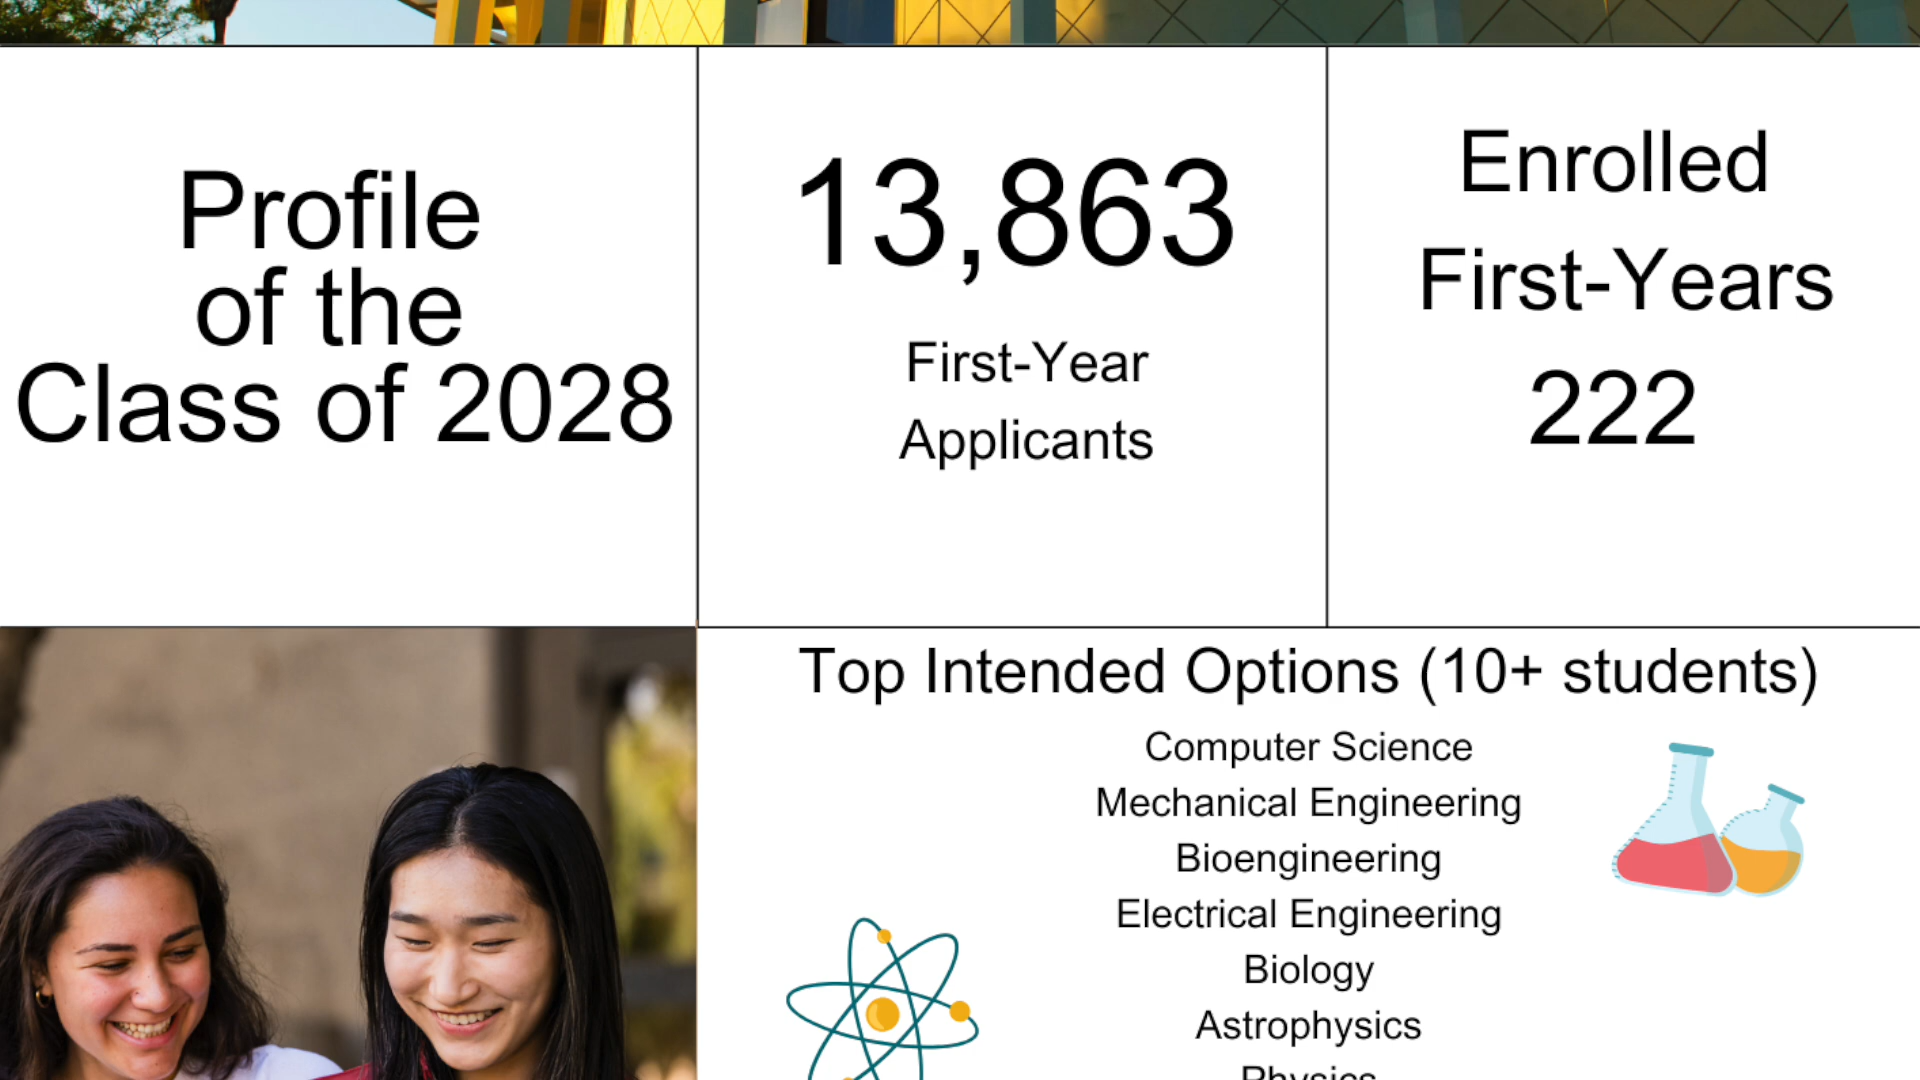 Profile
of the
Class of 2028
13,863
First-Year
Applicants
Enrolled
First-Years
222
Top Intended Options (10+ students)
Computer Science
Mechanical Engineering
Bioengineering
Electrical Engineering
Biology
Astrophysics
Physics